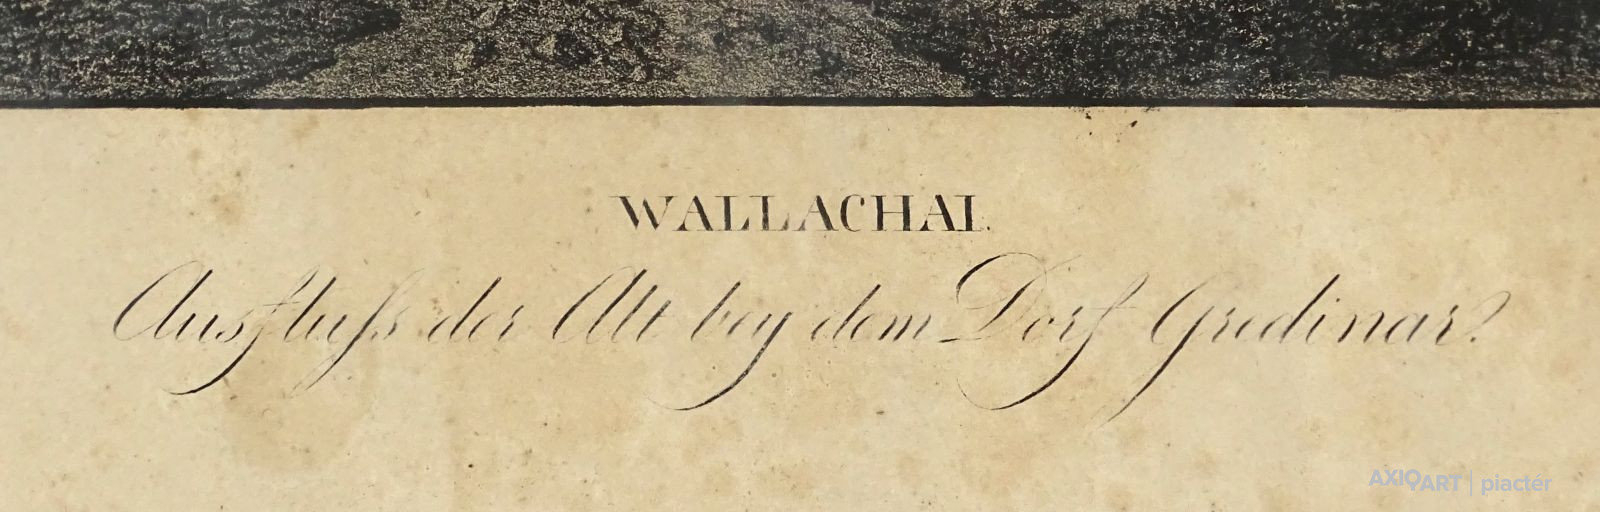 WALLACHAI.
Ausfluſs der Alt bey dem Dorf Gredinar.
AXIOART | piactér